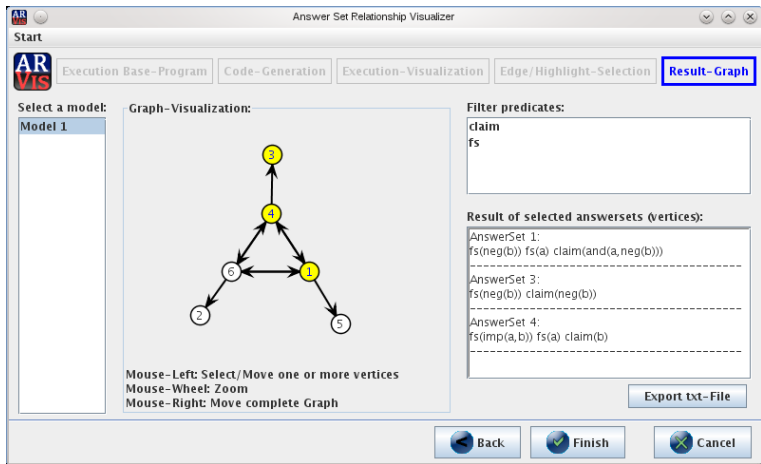 AR
Vis
Answer Set Relationship Visualizer
Start
AR
Vis
Execution Base-Program
Code-Generation
Execution-Visualization
Edge/Highlight-Selection
Result-Graph
Select a model:
Model 1
Graph-Visualization:
3
4
6
1
2
5
Mouse-Left: Select/Move one or more vertices
Mouse-Wheel: Zoom
Mouse-Right: Move complete Graph
Filter predicates:
claim
fs
Result of selected answersets (vertices):
AnswerSet 1:
fs(neg(b)) fs(a) claim(and(a,neg(b)))
------------------------------------------------
AnswerSet 3:
fs(neg(b)) claim(neg(b))
------------------------------------------------
AnswerSet 4:
fs(imp(a,b)) fs(a) claim(b)
------------------------------------------------
Export txt-File
Back
Finish
Cancel